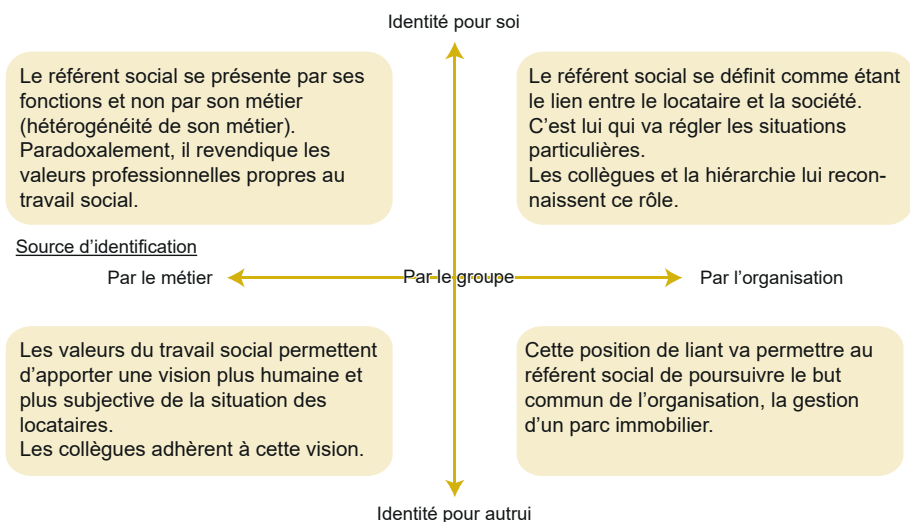 Identité pour soi
Le référent social se présente par ses
fonctions et non par son métier
(hétérogénéité de son métier).
Paradoxalement, il revendique les
valeurs professionnelles propres au
travail social.
Le référent social se définit comme étant
le lien entre le locataire et la société.
C’est lui qui va régler les situations
particulières.
Les collègues et la hiérarchie lui recon-
naissent ce rôle.
Source d’identification
Par le métier
Par le groupe
Par l’organisation
Les valeurs du travail social permettent
d’apporter une vision plus humaine et
plus subjective de la situation des
locataires.
Les collègues adhèrent à cette vision.
Cette position de liant va permettre au
référent social de poursuivre le but
commun de l’organisation, la gestion
d’un parc immobilier.
Identité pour autrui